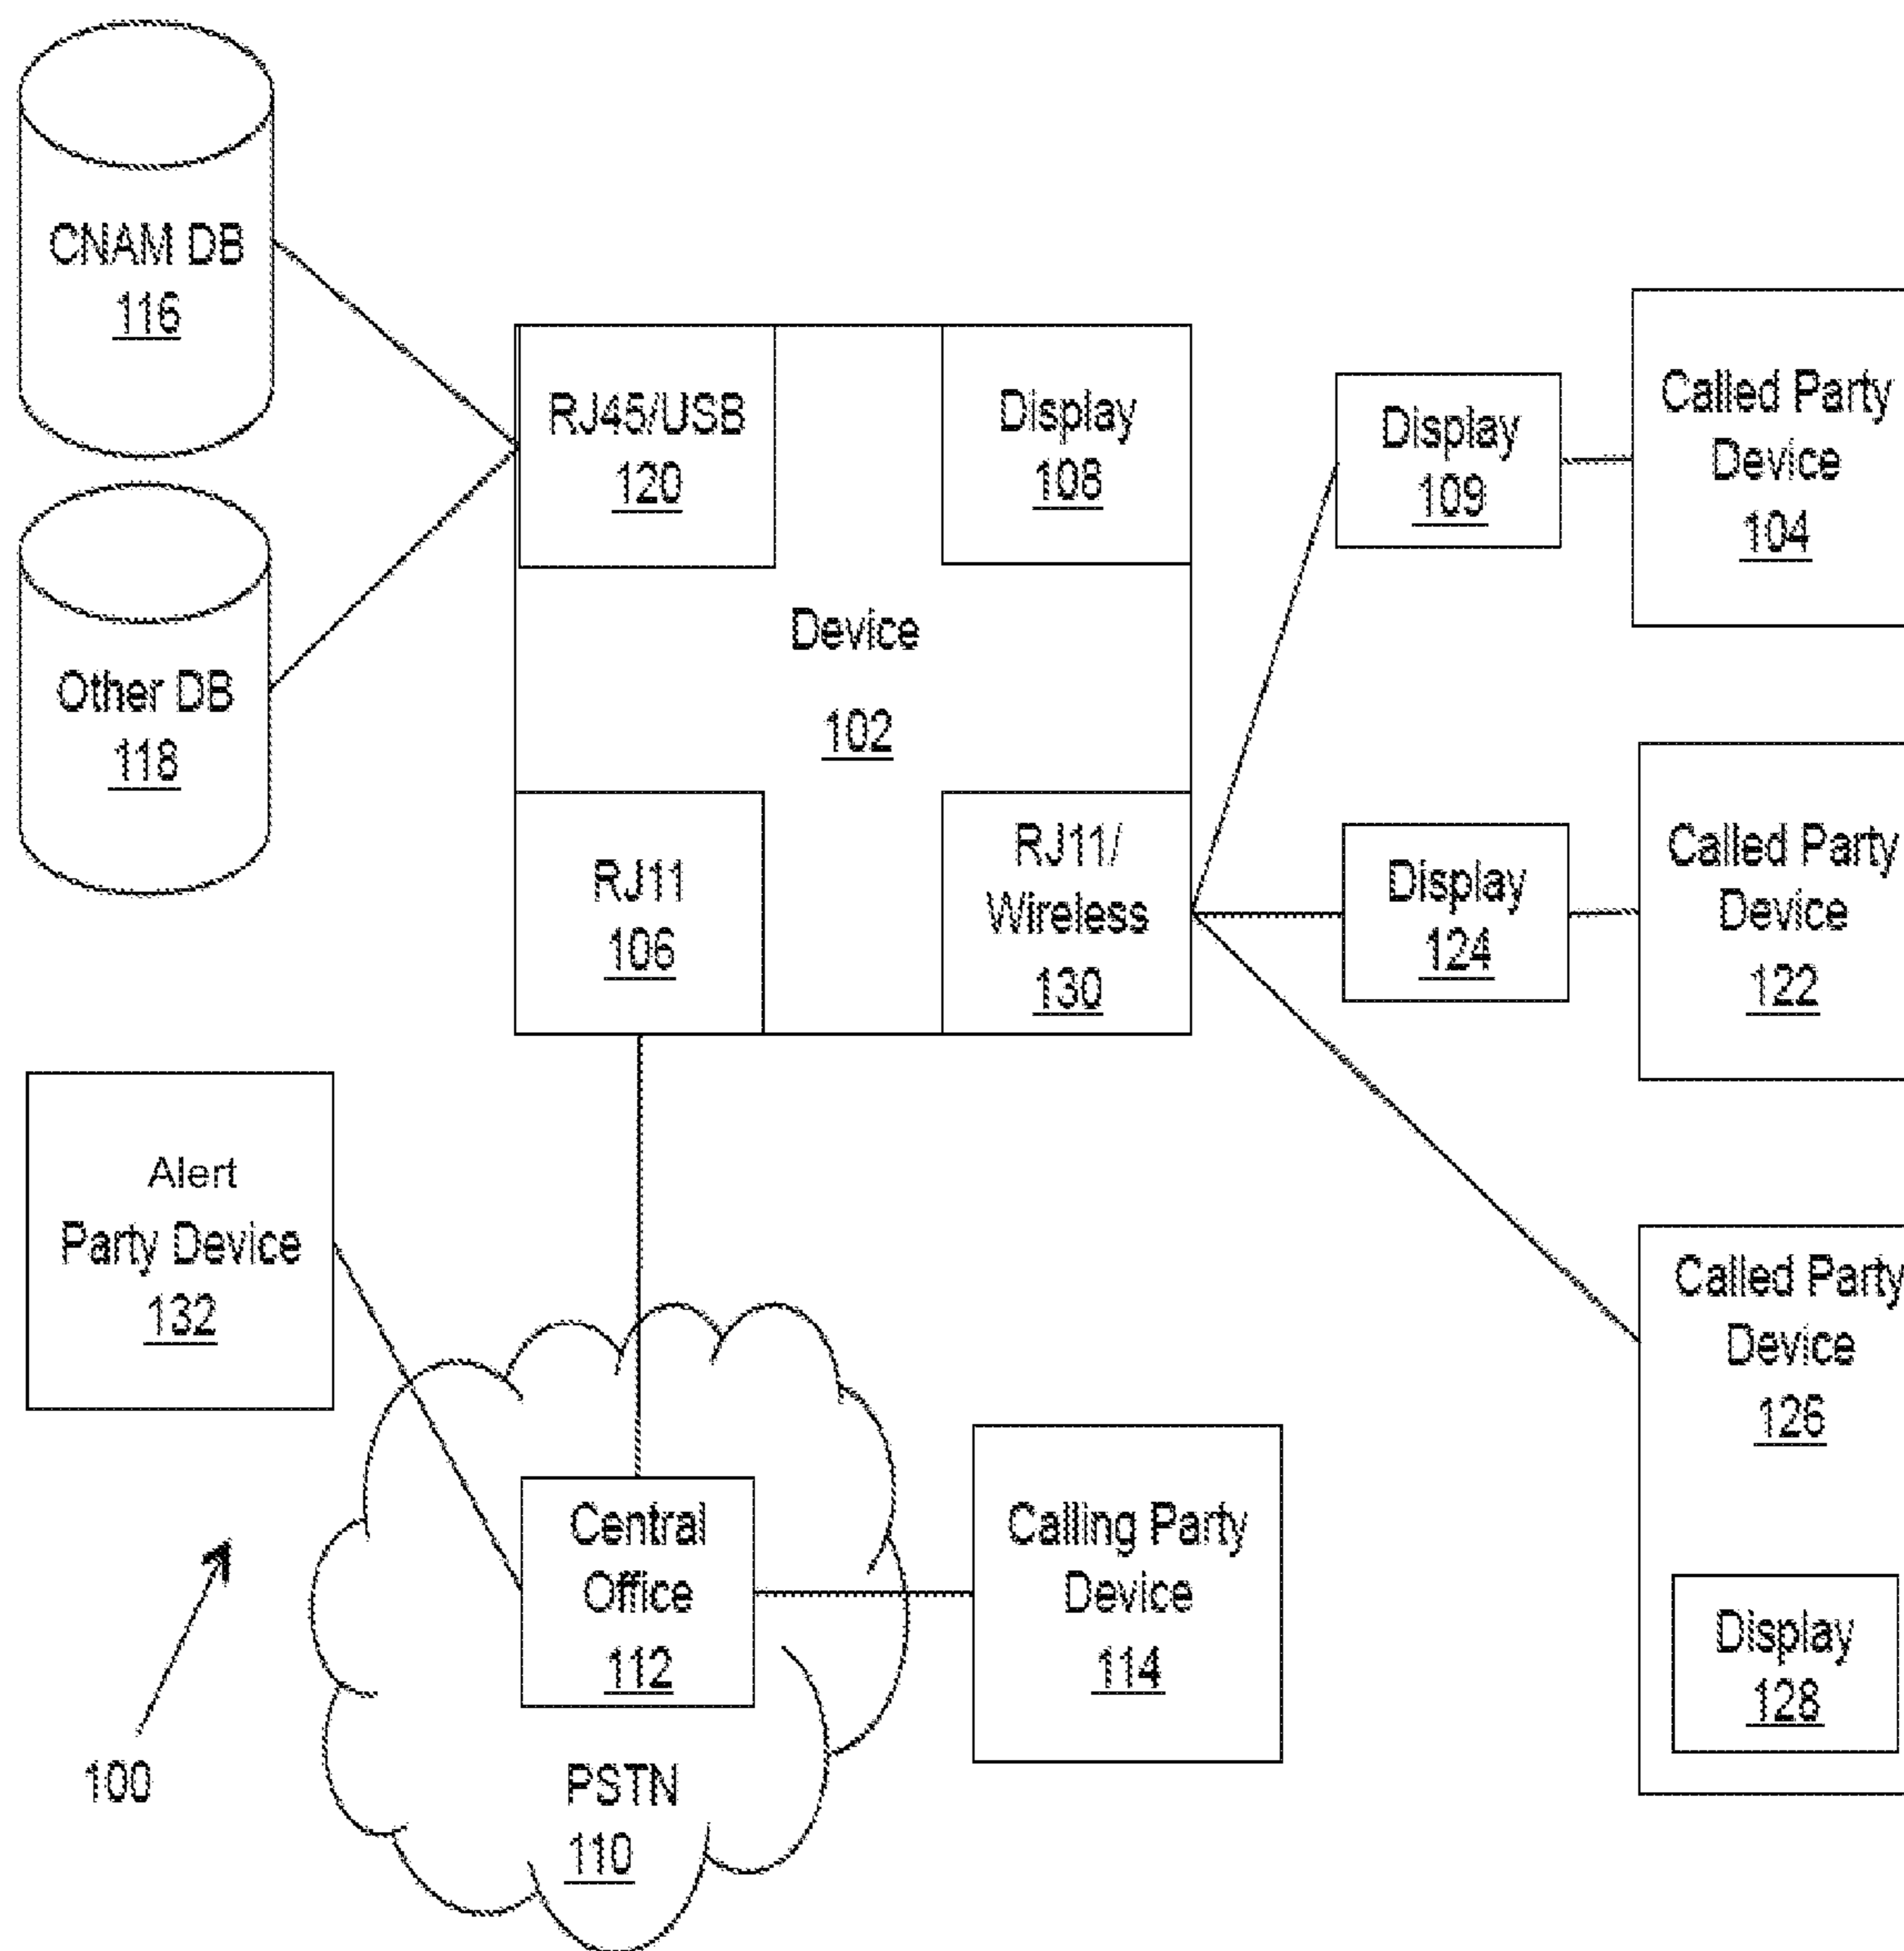 CNAM DB
116
Other DB
118
RJ45/USB
120
Display
108
Device
102
RJ11
106
RJ11/
Wireless
130
Display
109
Called Party
Device
104
Display
124
Called Party
Device
122
Called Party
Device
126
Display
128
Alert
Party Device
132
Central
Office
112
Calling Party
Device
114
PSTN
110
100